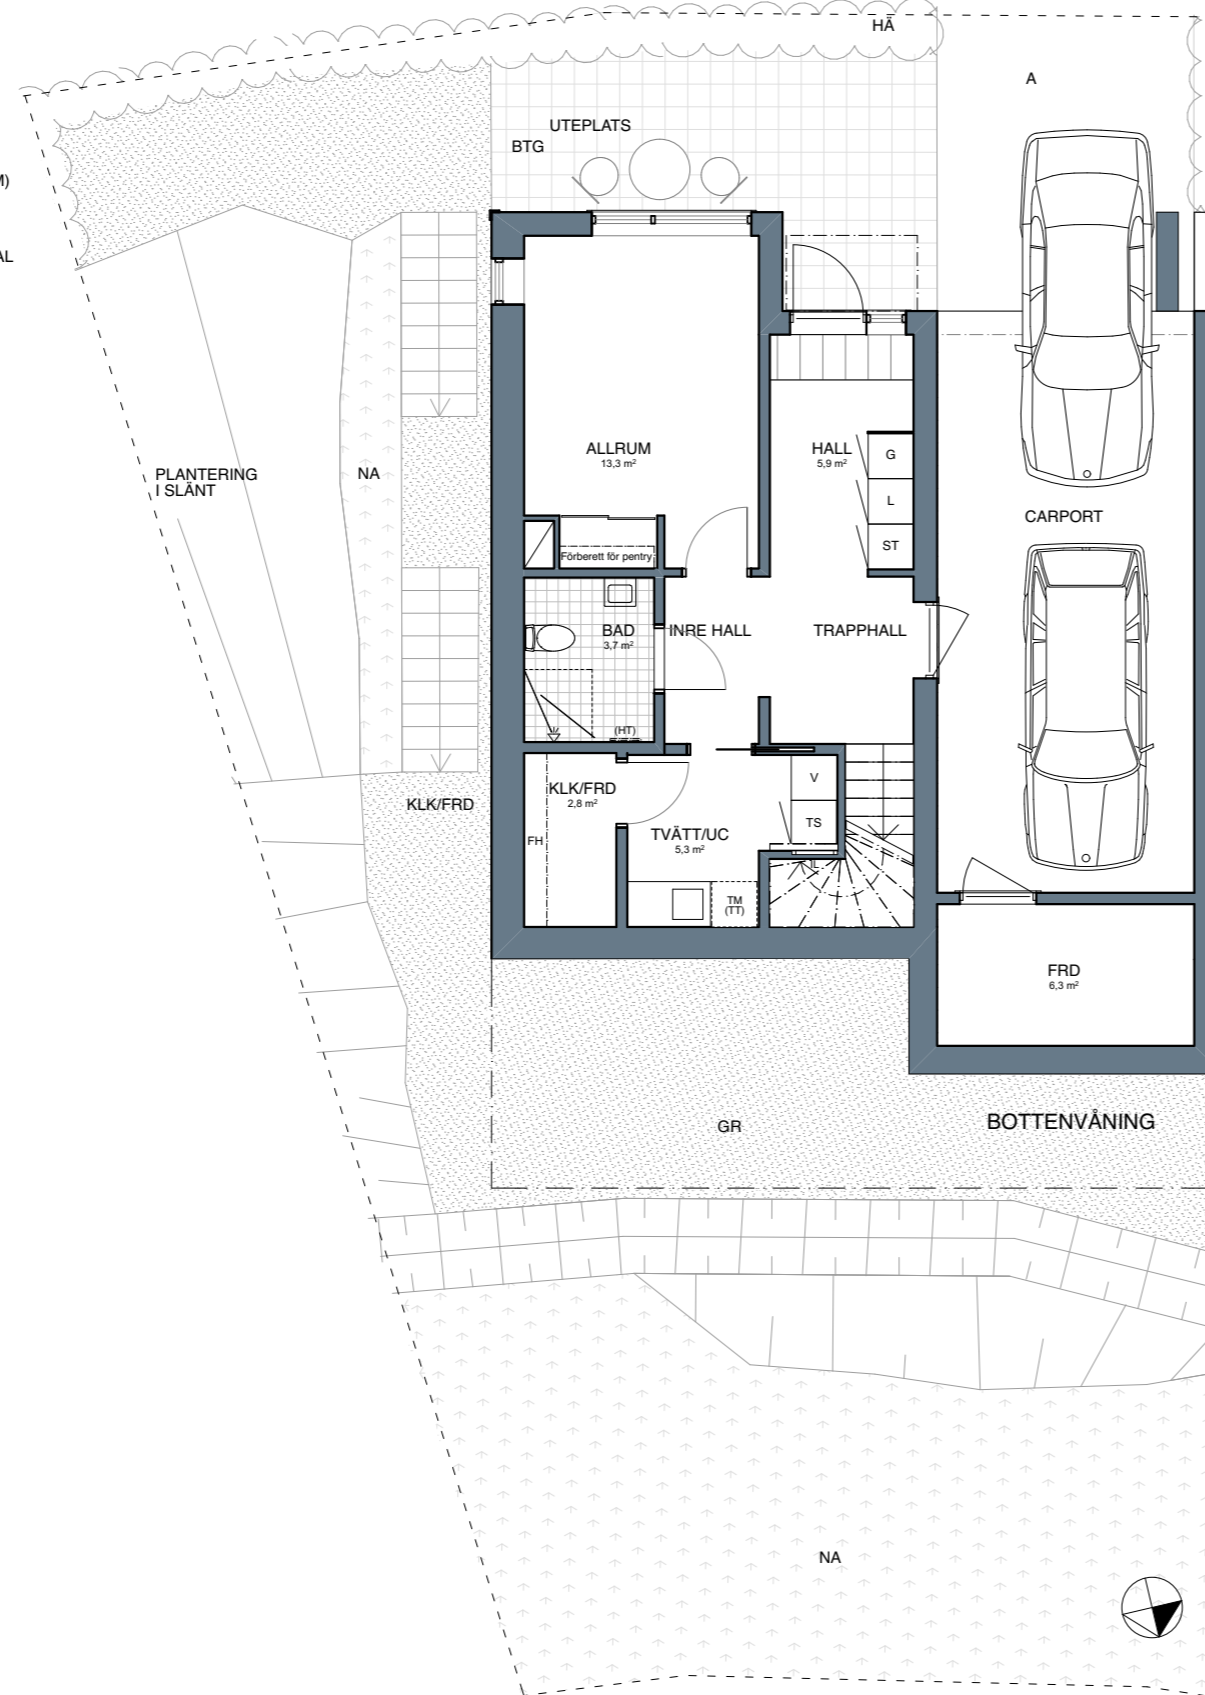 HÄ
A
UTEPLATS
BTG
M)
AL
ALLRUM
13,3 m²
HALL
5,9 m²
G
L
ST
PLANTERING
I SLÄNT
NA
CARPORT
Förberett för pentry
BAD
3,7 m²
INRE HALL
TRAPPHALL
(HT)
KLK/FRD
2,8 m²
V
TS
KLK/FRD
FH
TVÄTT/UC
5,3 m²
TM
(TT)
FRD
6,3 m²
GR
BOTTENVÅNING
NA